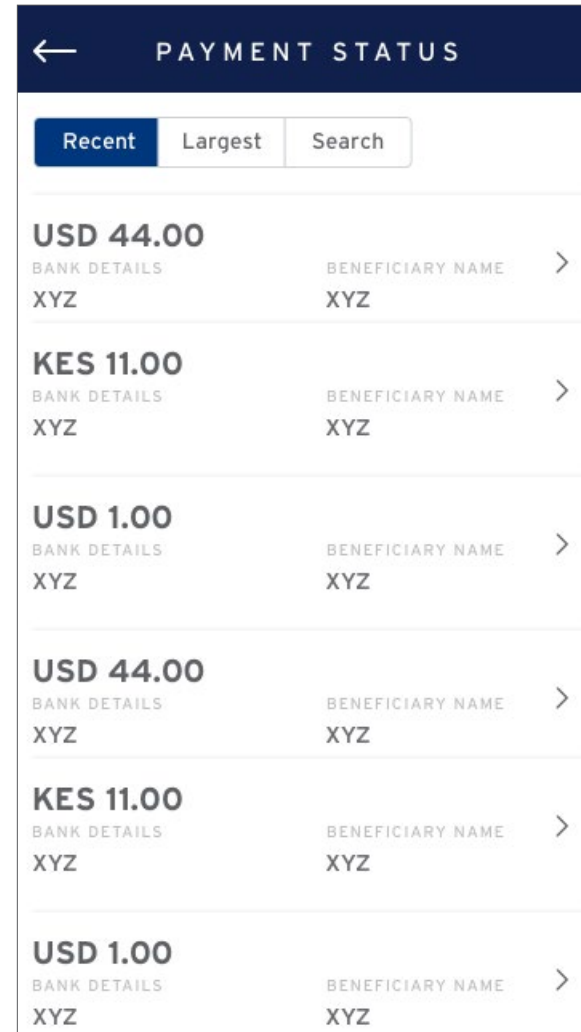 PAYMENT STATUS
Recent Largest Search
USD 44.00
BANK DETAILS BENEFICIARY NAME
XYZ XYZ
KES 11.00
BANK DETAILS BENEFICIARY NAME
XYZ XYZ
USD 1.00
BANK DETAILS BENEFICIARY NAME
XYZ XYZ
USD 44.00
BANK DETAILS BENEFICIARY NAME
XYZ XYZ
KES 11.00
BANK DETAILS BENEFICIARY NAME
XYZ XYZ
USD 1.00
BANK DETAILS BENEFICIARY NAME
XYZ XYZ